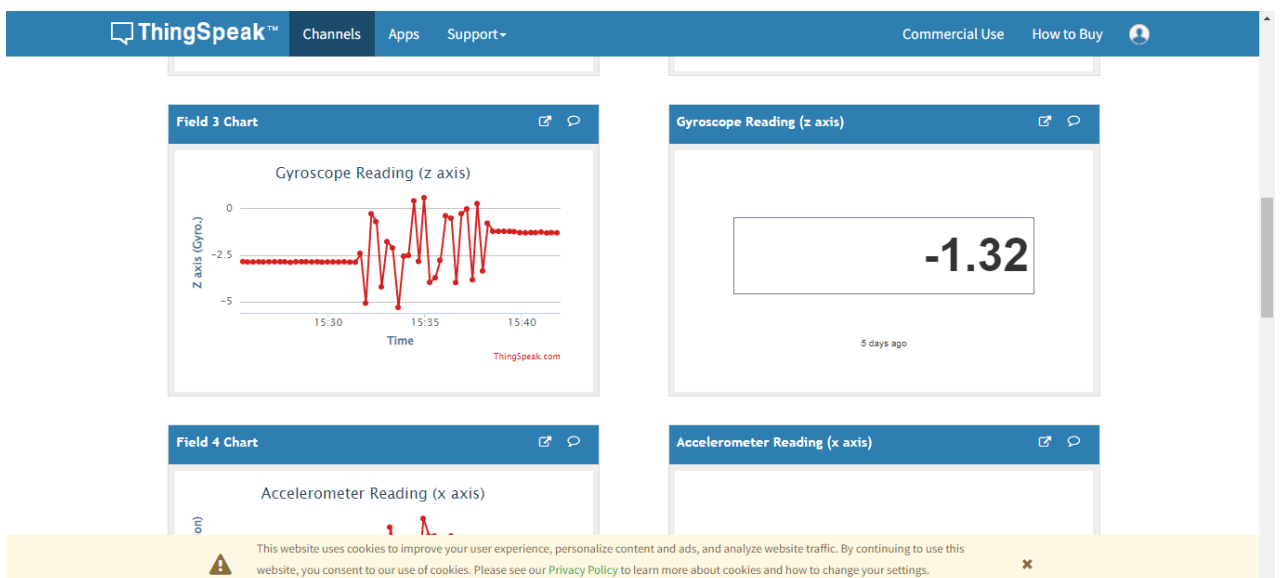 ThingSpeak™ Channels Apps Support Commercial Use How to Buy
Field 3 Chart
Gyroscope Reading (z axis)
Z axis (Gyro.)
0
−2.5
−5
15:30 15:35 15:40
Time
ThingSpeak.com
Gyroscope Reading (z axis)
-1.32
5 days ago
Field 4 Chart
Accelerometer Reading (x axis)
Accelerometer Reading (x axis)
This website uses cookies to improve your user experience, personalize content and ads, and analyze website traffic. By continuing to use this
website, you consent to our use of cookies. Please see our Privacy Policy to learn more about cookies and how to change your settings.
✖